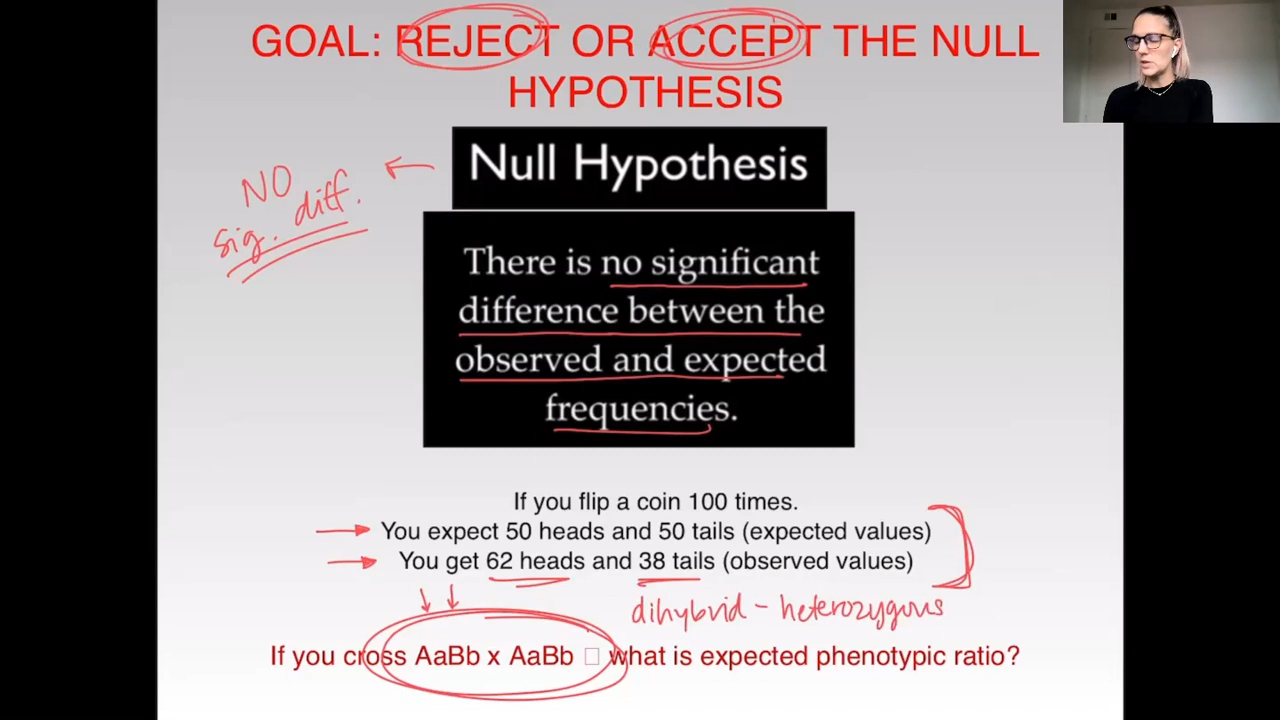 GOAL: REJECT OR ACCEPT THE NULL
HYPOTHESIS
Null Hypothesis
NO
sig. diff.
There is no significant
difference between the
observed and expected
frequencies.
If you flip a coin 100 times.
You expect 50 heads and 50 tails (expected values)
You get 62 heads and 38 tails (observed values)
dihybrid - heterozygous
If you cross AaBb x AaBb □ what is expected phenotypic ratio?